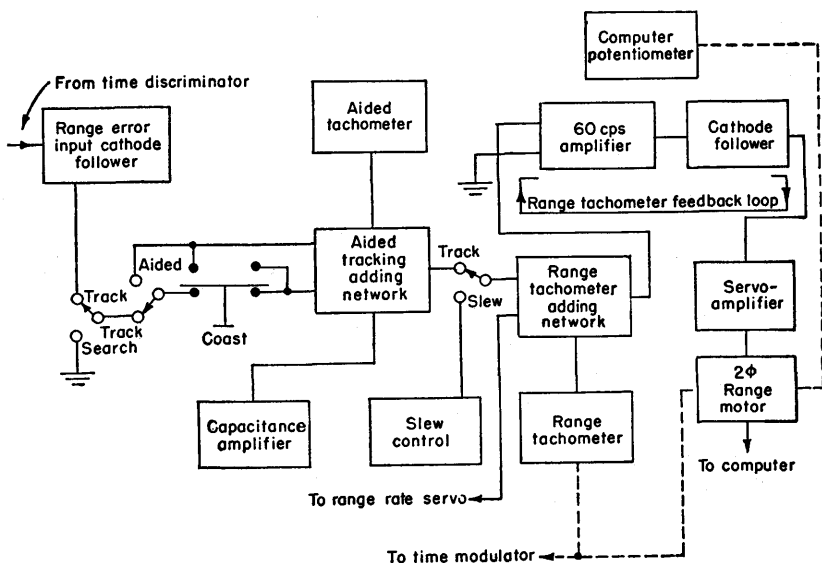 Computer
potentiometer
From time discriminator
Range error
input cathode
follower
Aided
tachometer
60 cps
amplifier
Cathode
follower
Range tachometer feedback loop
Aided
Track
Track
Search
Coast
Aided
tracking
adding
network
Track
Slew
Range
tachometer
adding
network
Servo-
amplifier
2Φ
Range
motor
Capacitance
amplifier
Slew
control
Range
tachometer
To computer
To range rate servo
To time modulator